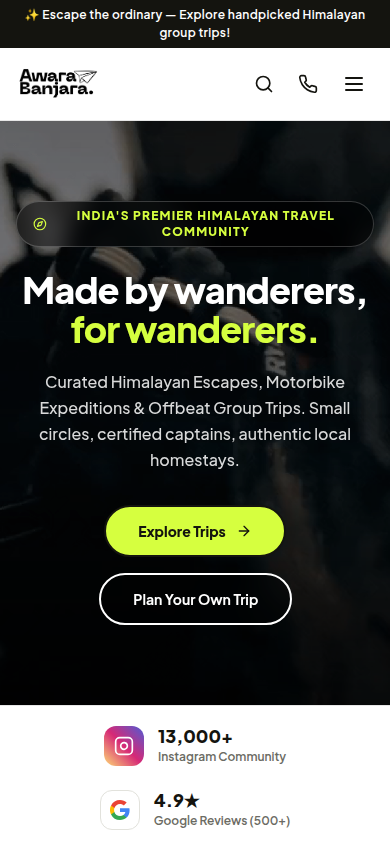 ✨ Escape the ordinary — Explore handpicked Himalayan
group trips!
Awara
Banjara.
INDIA'S PREMIER HIMALAYAN TRAVEL
COMMUNITY
Made by wanderers,
for wanderers.
Curated Himalayan Escapes, Motorbike
Expeditions & Offbeat Group Trips. Small
circles, certified captains, authentic local
homestays.
Explore Trips →
Plan Your Own Trip
13,000+
Instagram Community
4.9★
Google Reviews (500+)